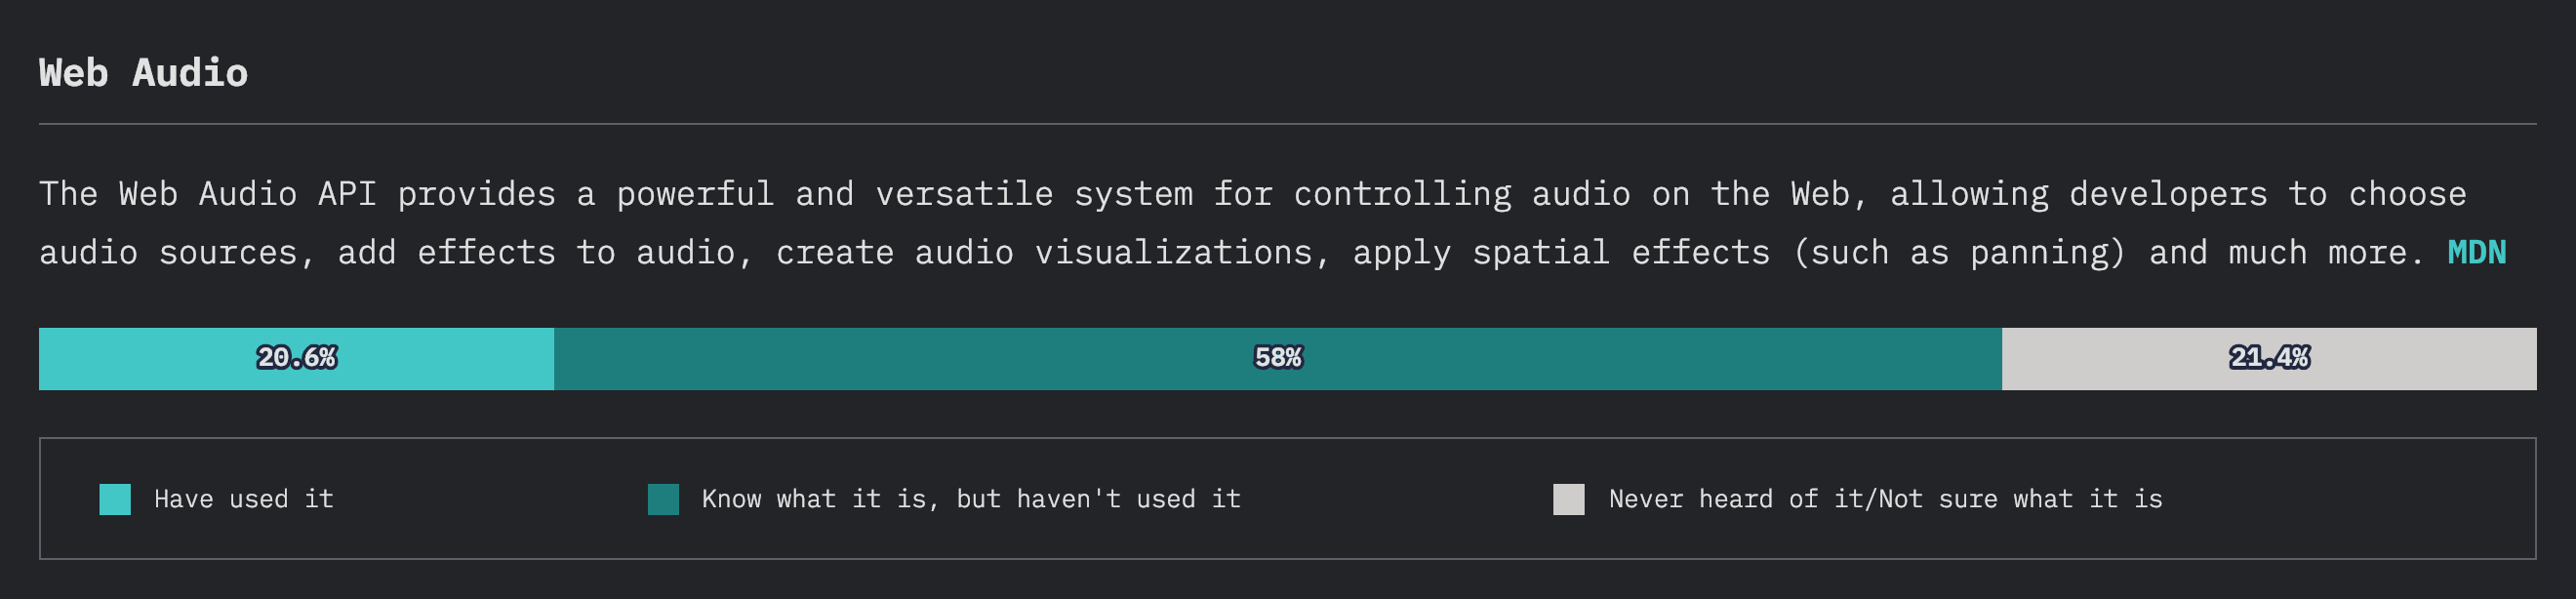 Web Audio
The Web Audio API provides a powerful and versatile system for controlling audio on the Web, allowing developers to choose
audio sources, add effects to audio, create audio visualizations, apply spatial effects (such as panning) and much more. MDN
20.6% 58% 21.4%
Have used it Know what it is, but haven't used it Never heard of it/Not sure what it is